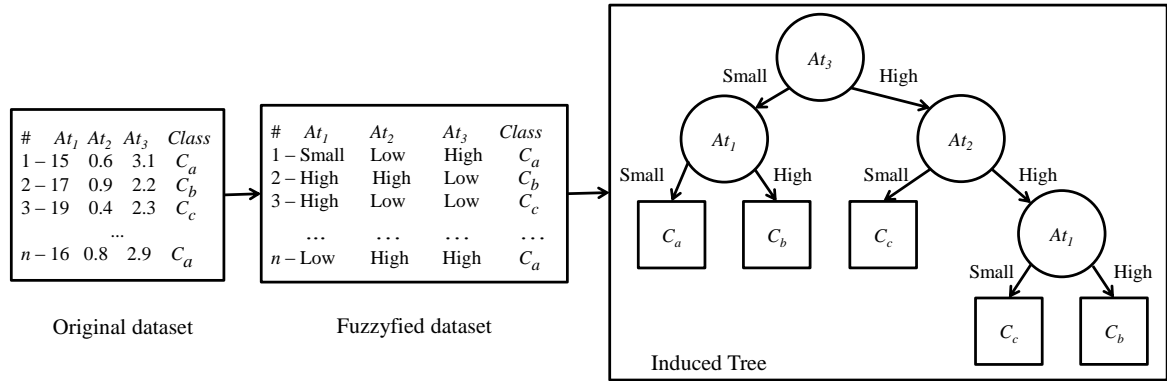 # At1 At2 At3 Class
1 – 15 0.6 3.1 Ca
2 – 17 0.9 2.2 Cb
3 – 19 0.4 2.3 Cc
...
n – 16 0.8 2.9 Ca
Original dataset
# At1 At2 At3 Class
1 – Small Low High Ca
2 – High High Low Cb
3 – High Low Low Cc
... ... ... ...
n – Low High High Ca
Fuzzyfied dataset
At3
Small High
At1 At2
Small High Small High
Ca Cb Cc At1
Small High
Cc Cb
Induced Tree